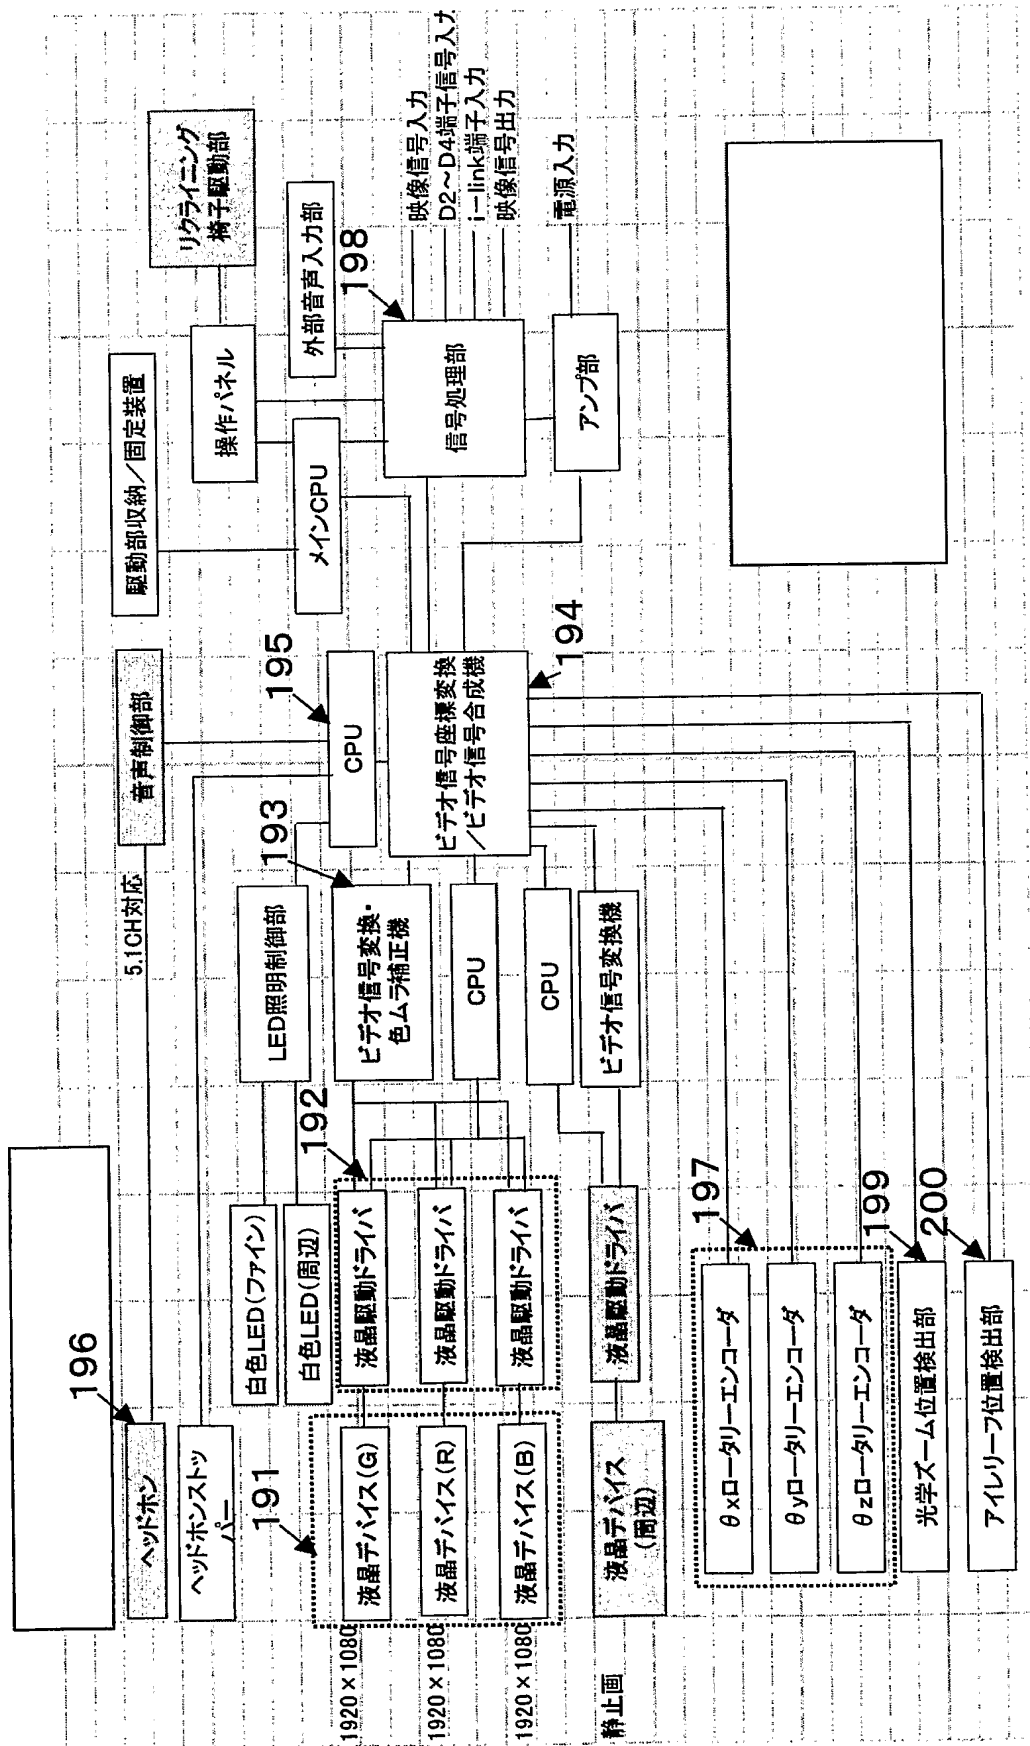 196
ヘッドホン
5.1CH対応
音声制御部
駆動部収納／固定装置
リクライニング
椅子駆動部
ヘッドホンストッ
パー
操作パネル
白色LED(ファイン)
白色LED(周辺)
LED照明制御部
195
CPU
メインCPU
外部音声入力部
191
1920×1080
液晶デバイス(G)
1920×1080
液晶デバイス(R)
1920×1080
液晶デバイス(B)
192
液晶駆動ドライバ
液晶駆動ドライバ
液晶駆動ドライバ
193
ビデオ信号変換・
色ムラ補正機
CPU
CPU
ビデオ信号変換機
ビデオ信号座標変換
／ビデオ信号合成機
194
198
信号処理部
映像信号入力
D2～D4端子信号入力
i－link端子入力
映像信号出力
アンプ部
電源入力
静止画
液晶デバイス
(周辺)
液晶駆動ドライバ
197
θxロータリーエンコーダ
θyロータリーエンコーダ
θzロータリーエンコーダ
199
光学ズーム位置検出部
200
アイレリーフ位置検出部